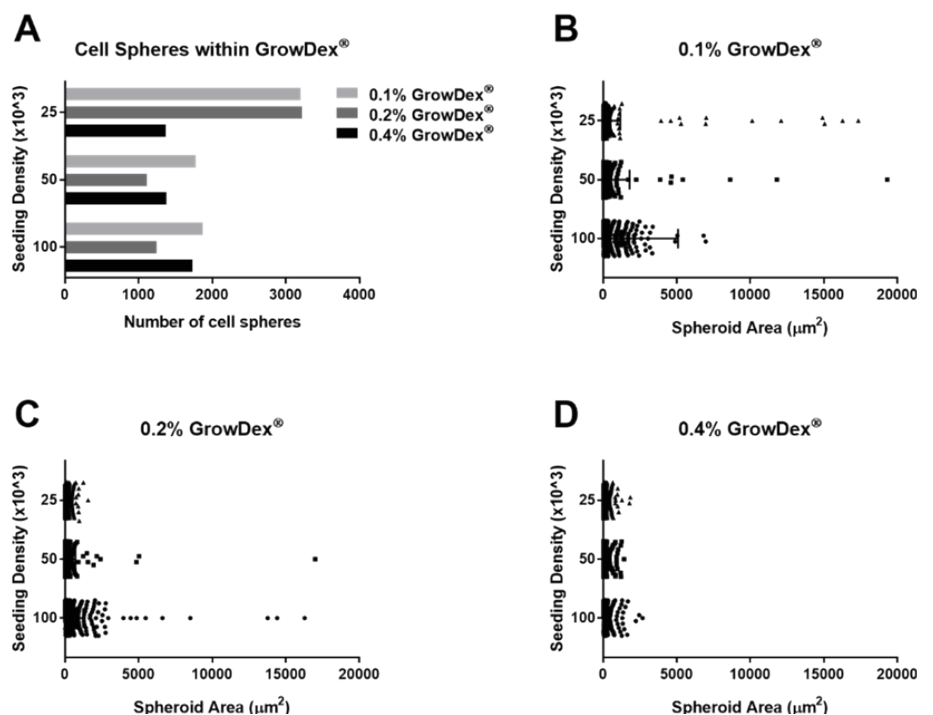 A
Cell Spheres within GrowDex®
Seeding Density (x10^3)
25
50
100
0
1000
2000
3000
4000
Number of cell spheres
0.1% GrowDex®
0.2% GrowDex®
0.4% GrowDex®
B
0.1% GrowDex®
Seeding Density (x10^3)
25
50
100
0
5000
10000
15000
20000
Spheroid Area (μm²)
C
0.2% GrowDex®
Seeding Density (x10^3)
25
50
100
0
5000
10000
15000
20000
Spheroid Area (μm²)
D
0.4% GrowDex®
Seeding Density (x10^3)
25
50
100
0
5000
10000
15000
20000
Spheroid Area (μm²)